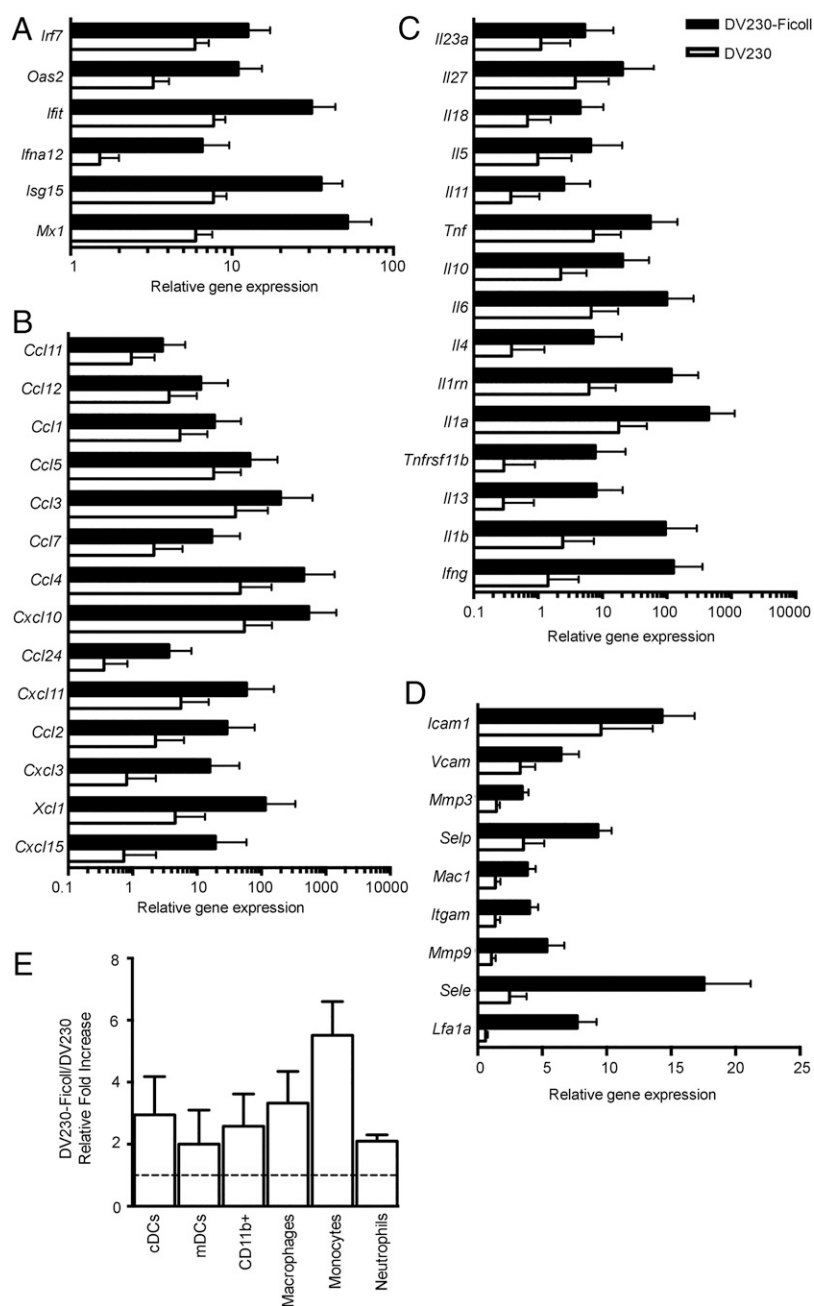 A
Irf7
Oas2
Ifit
Ifna12
Isg15
Mx1
1 10 100
Relative gene expression
B
Ccl11
Ccl12
Ccl1
Ccl5
Ccl3
Ccl7
Ccl4
Cxcl10
Ccl24
Cxcl11
Ccl2
Cxcl3
Xcl1
Cxcl15
0.1 1 10 100 1000 10000
Relative gene expression
C
DV230-Ficoll
DV230
Il23a
Il27
Il18
Il5
Il11
Tnf
Il10
Il6
Il4
Il1rn
Il1a
Tnfrsf11b
Il13
Il1b
Ifng
0.1 1 10 100 1000 10000
Relative gene expression
D
Icam1
Vcam
Mmp3
Selp
Mac1
Itgam
Mmp9
Sele
Lfa1a
0 5 10 15 20 25
Relative gene expression
E
DV230-Ficoll/DV230
Relative Fold Increase
8
6
4
2
0
cDCs
mDCs
CD11b+
Macrophages
Monocytes
Neutrophils